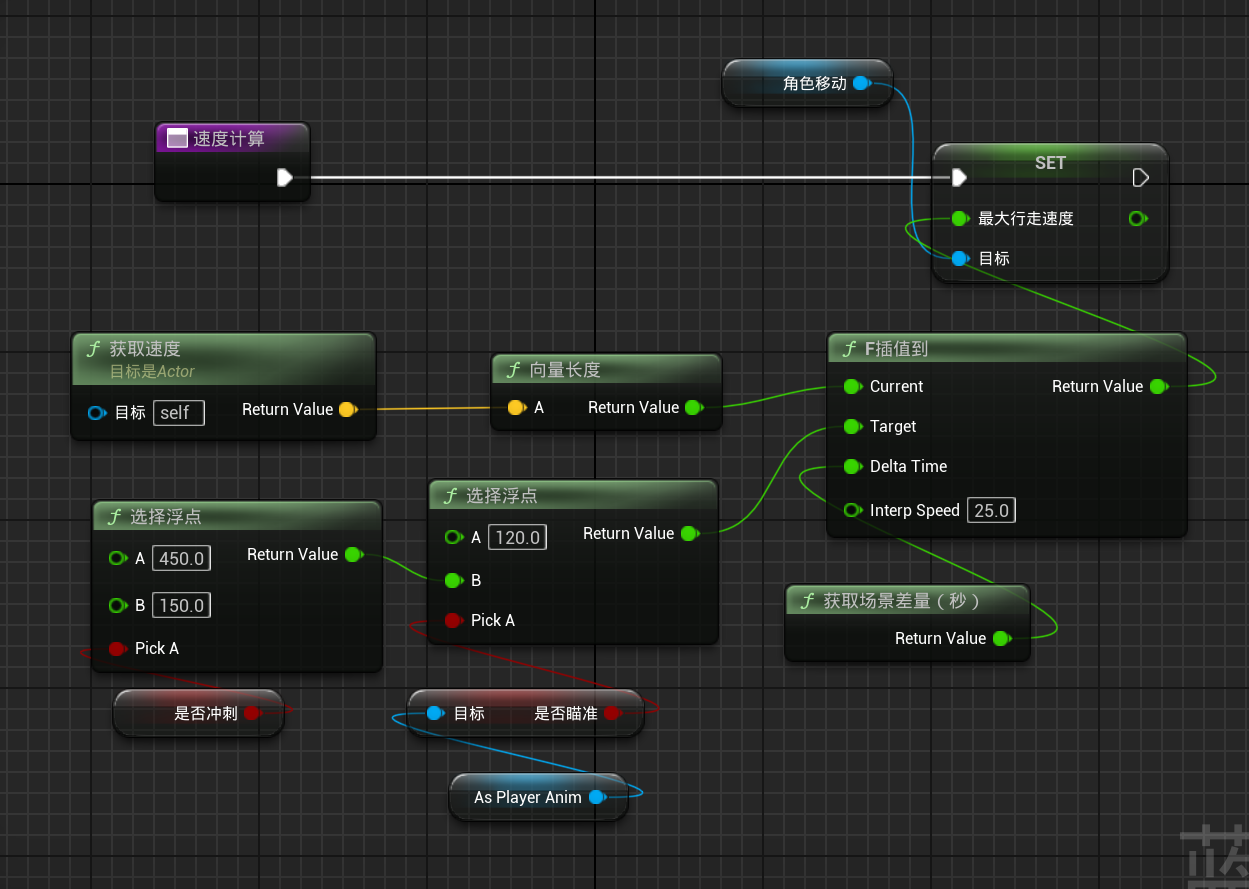 角色移动
速度计算
SET
最大行走速度
目标
f 获取速度
目标是Actor
目标 self Return Value
f 向量长度
A Return Value
f F插值到
Current Return Value
Target
Delta Time
Interp Speed 25.0
f 选择浮点
A 450.0 Return Value
B 150.0
Pick A
f 选择浮点
A 120.0 Return Value
B
Pick A
f 获取场景差量（秒）
Return Value
是否冲刺
目标 是否瞄准
As Player Anim